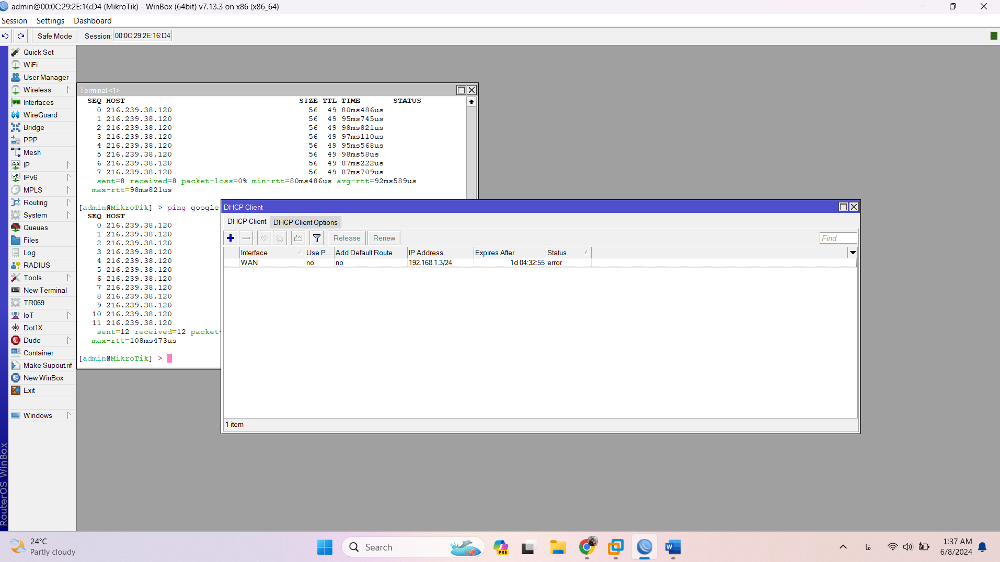 admin@00:0C:29:2E:16:D4 (MikroTik) - WinBox (64bit) v7.13.3 on x86 (x86_64)
Session Settings Dashboard
Safe Mode Session: 00:0C:29:2E:16:D4
Quick Set
WiFi
User Manager
Wireless
Interfaces
WireGuard
Bridge
PPP
Mesh
IP
IPv6
MPLS
Routing
System
Queues
Files
Log
RADIUS
Tools
New Terminal
TR069
IoT
Dot1X
Dude
Container
Make Supout.rif
New WinBox
Exit
Windows
RouterOS WinBox
Terminal <1>
SEQ HOST SIZE TTL TIME STATUS
0 216.239.38.120 56 49 80ms486us
1 216.239.38.120 56 49 95ms745us
2 216.239.38.120 56 49 98ms821us
3 216.239.38.120 56 49 97ms110us
4 216.239.38.120 56 49 95ms568us
5 216.239.38.120 56 49 98ms58us
6 216.239.38.120 56 49 87ms222us
7 216.239.38.120 56 49 87ms709us
sent=8 received=8 packet-loss=0% min-rtt=80ms486us avg-rtt=92ms589us
max-rtt=98ms821us
[admin@MikroTik] > ping google
SEQ HOST
0 216.239.38.120
1 216.239.38.120
2 216.239.38.120
3 216.239.38.120
4 216.239.38.120
5 216.239.38.120
6 216.239.38.120
7 216.239.38.120
8 216.239.38.120
9 216.239.38.120
10 216.239.38.120
11 216.239.38.120
sent=12 received=12 packet-
max-rtt=108ms473us
[admin@MikroTik] >
DHCP Client
DHCP Client DHCP Client Options
Release Renew Find
Interface Use P... Add Default Route IP Address Expires After Status
WAN no no 192.168.1.3/24 1d 04:32:55 error
1 item
24°C
Partly cloudy
Search
PRE
فا
1:37 AM
6/8/2024